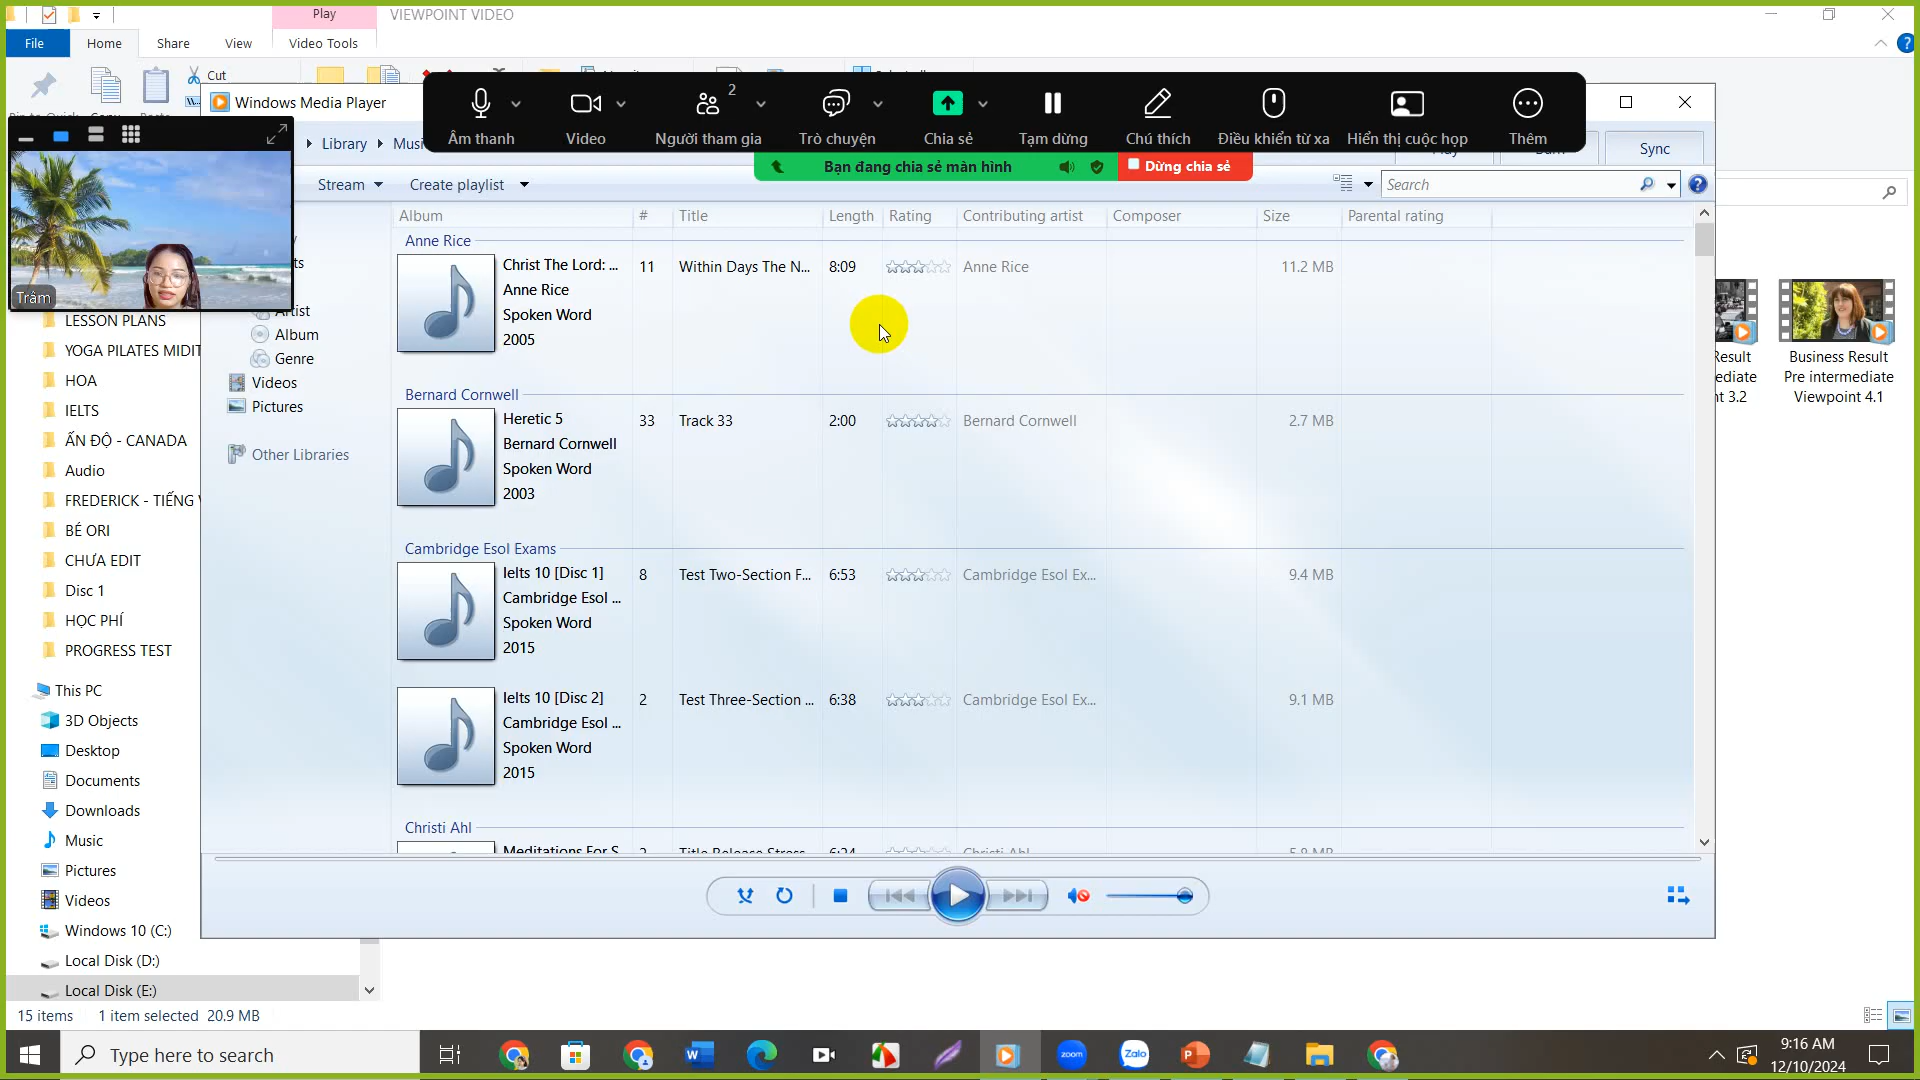 Play
VIEWPOINT VIDEO
File
Home
Share
View
Video Tools
Cut
Windows Media Player
Âm thanh
Video
2
Người tham gia
Trò chuyện
Chia sẻ
Tạm dừng
Chú thích
Điều khiển từ xa
Hiển thị cuộc họp
Thêm
Bạn đang chia sẻ màn hình
Dừng chia sẻ
Library
Sync
Stream
Create playlist
Search
Album
#
Title
Length
Rating
Contributing artist
Composer
Size
Parental rating
Trâm
Artist
Album
Genre
Videos
Pictures
Other Libraries
Anne Rice
Christ The Lord: ...
11
Within Days The N...
8:09
Anne Rice
11.2 MB
Anne Rice
Spoken Word
2005
Bernard Cornwell
Heretic 5
33
Track 33
2:00
Bernard Cornwell
2.7 MB
Bernard Cornwell
Spoken Word
2003
Cambridge Esol Exams
Ielts 10 [Disc 1]
8
Test Two-Section F...
6:53
Cambridge Esol Ex...
9.4 MB
Cambridge Esol ...
Spoken Word
2015
Ielts 10 [Disc 2]
2
Test Three-Section ...
6:38
Cambridge Esol Ex...
9.1 MB
Cambridge Esol ...
Spoken Word
2015
Christi Ahl
LESSON PLANS
YOGA PILATES MIDIT
HOA
IELTS
ẤN ĐỘ - CANADA
Audio
FREDERICK - TIẾNG
BÉ ORI
CHƯA EDIT
Disc 1
HỌC PHÍ
PROGRESS TEST
This PC
3D Objects
Desktop
Documents
Downloads
Music
Pictures
Videos
Windows 10 (C:)
Local Disk (D:)
Local Disk (E:)
Result
3.2
Business Result
Pre intermediate
Viewpoint 4.1
15 items
1 item selected 20.9 MB
Type here to search
zoom
Zalo
9:16 AM
12/10/2024